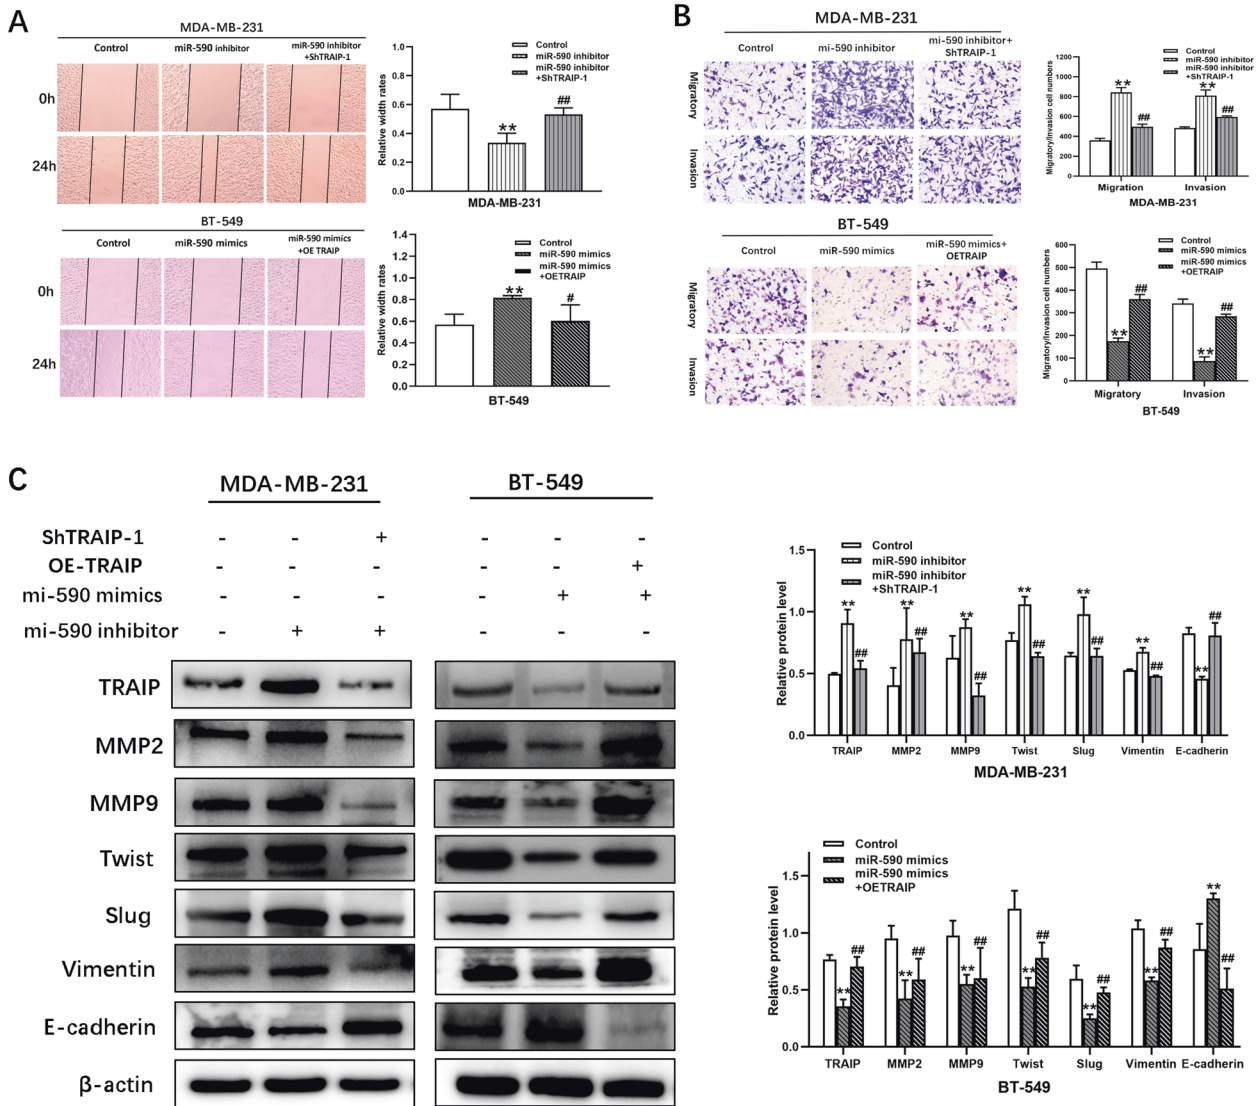 A
MDA-MB-231
Control miR-590 inhibitor miR-590 inhibitor
+ShTRAIP-1
0h
24h
BT-549
Control miR-590 mimics miR-590 mimics
+OE TRAIP
0h
24h
Control
miR-590 inhibitor
miR-590 inhibitor
+ShTRAIP-1
Relative width rates
1.0
0.8
0.6
0.4
0.2
0.0
**
##
MDA-MB-231
Control
miR-590 mimics
miR-590 mimics
+OETRAIP
Relative width rates
1.4
1.2
1.0
0.8
0.6
0.4
0.2
0.0
**
#
BT-549
B
MDA-MB-231
Control mi-590 inhibitor mi-590 inhibitor+
ShTRAIP-1
Migratory
Invasion
BT-549
Control miR-590 mimics miR-590 mimics+
OETRAIP
Migratory
Invasion
Control
miR-590 inhibitor
miR-590 inhibitor
+ShTRAIP-1
Migratory/Invasion cell numbers
1200
1000
800
600
400
200
0
** ## ** ##
Migration Invasion
MDA-MB-231
Control
miR-590 mimics
miR-590 mimics
+OETRAIP
Migratory/Invasion cell numbers
600
500
400
300
200
100
0
** ## ** ##
Migratory Invasion
BT-549
C
MDA-MB-231 BT-549
ShTRAIP-1 - - + - - -
OE-TRAIP - - - - - +
mi-590 mimics - - - - + +
mi-590 inhibitor - + + - - -
TRAIP
MMP2
MMP9
Twist
Slug
Vimentin
E-cadherin
β-actin
Control
miR-590 inhibitor
miR-590 inhibitor
+ShTRAIP-1
Relative protein level
1.5
1.0
0.5
0.0
** ## ** ## ** ## ** ## ** ## ** ## ** ##
TRAIP MMP2 MMP9 Twist Slug Vimentin E-cadherin
MDA-MB-231
Control
miR-590 mimics
miR-590 mimics
+OETRAIP
Relative protein level
1.5
1.0
0.5
0.0
** ## ** ## ** ## ** ## ** ## ** ## ** ##
TRAIP MMP2 MMP9 Twist Slug Vimentin E-cadherin
BT-549